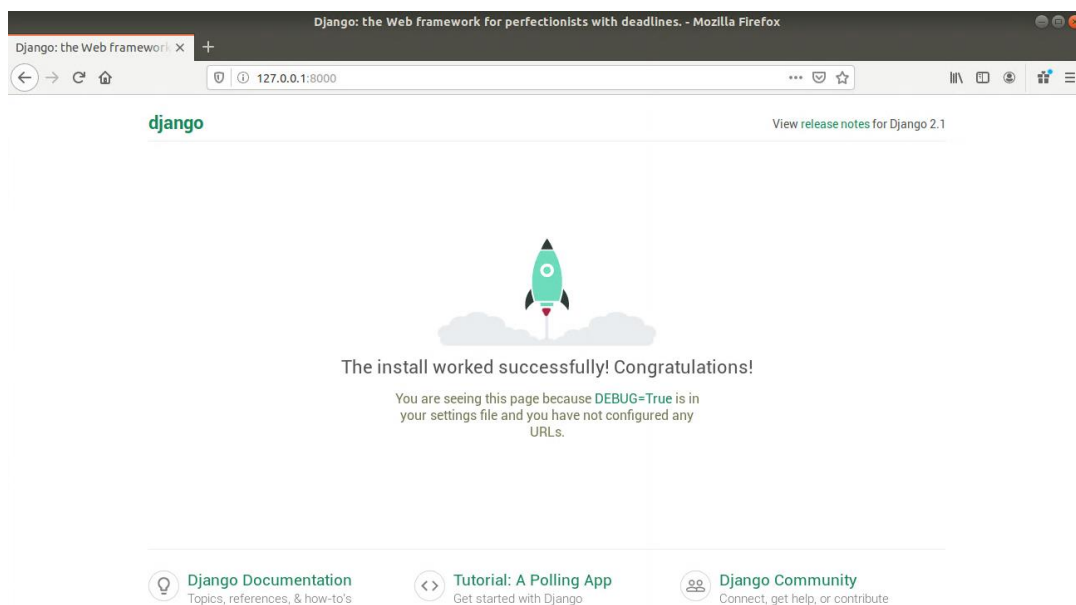 Django: the Web framework for perfectionists with deadlines. - Mozilla Firefox
Django: the Web framework
127.0.0.1:8000
django
View release notes for Django 2.1
The install worked successfully! Congratulations!
You are seeing this page because DEBUG=True is in
your settings file and you have not configured any
URLs.
Django Documentation
Topics, references, & how-to's
Tutorial: A Polling App
Get started with Django
Django Community
Connect, get help, or contribute